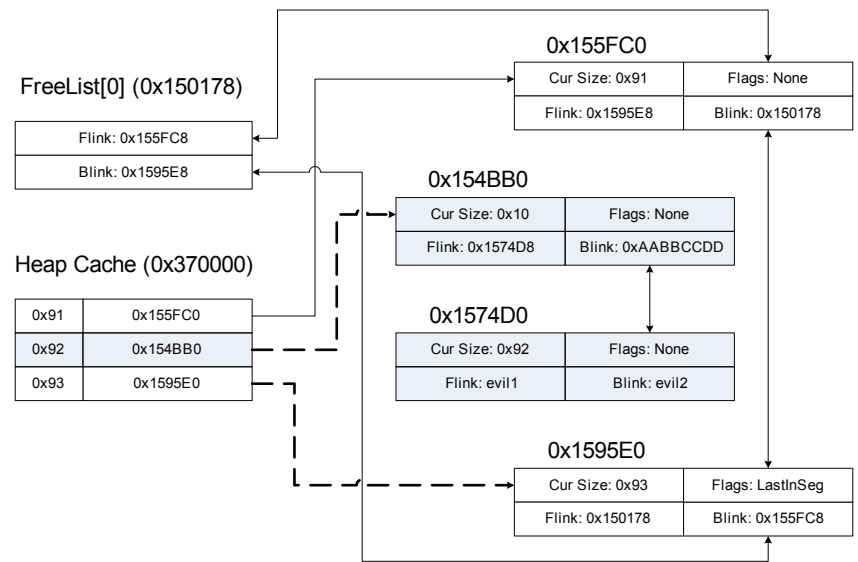 0x155FC0
Cur Size: 0x91 Flags: None
Flink: 0x1595E8 Blink: 0x150178
FreeList[0] (0x150178)
Flink: 0x155FC8
Blink: 0x1595E8
0x154BB0
Cur Size: 0x10 Flags: None
Flink: 0x1574D8 Blink: 0xAABBCCDD
Heap Cache (0x370000)
0x91 0x155FC0
0x92 0x154BB0
0x93 0x1595E0
0x1574D0
Cur Size: 0x92 Flags: None
Flink: evil1 Blink: evil2
0x1595E0
Cur Size: 0x93 Flags: LastInSeg
Flink: 0x150178 Blink: 0x155FC8